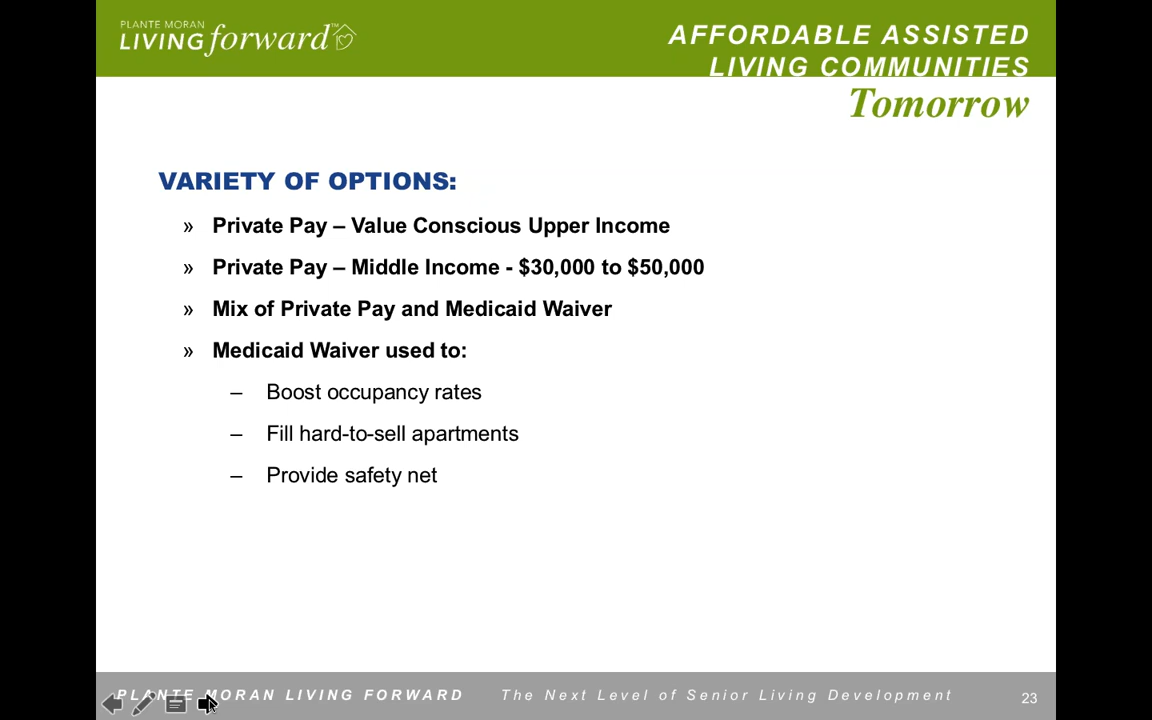 PLANTE MORAN
LIVING forward™
AFFORDABLE ASSISTED
LIVING COMMUNITIES
Tomorrow
VARIETY OF OPTIONS:
» Private Pay – Value Conscious Upper Income
» Private Pay – Middle Income - $30,000 to $50,000
» Mix of Private Pay and Medicaid Waiver
» Medicaid Waiver used to:
– Boost occupancy rates
– Fill hard-to-sell apartments
– Provide safety net
PLANTE MORAN LIVING FORWARD The Next Level of Senior Living Development 23